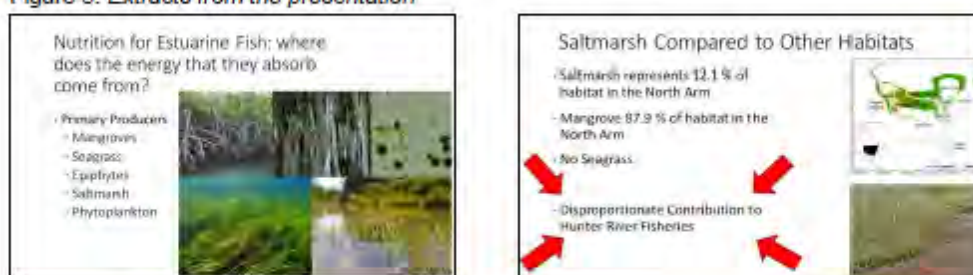 Figure 3: Extracts from the presentation
Nutrition for Estuarine Fish: where
does the energy that they absorb
come from?
- Primary Producers
- Mangroves
- Seagrass
- Epiphytes
- Saltmarsh
- Phytoplankton
Saltmarsh Compared to Other Habitats
- Saltmarsh represents 12.1 % of
habitat in the North Arm
- Mangrove 87.9 % of habitat in the
North Arm
- No Seagrass
- Disproportionate Contribution to
Hunter River Fisheries